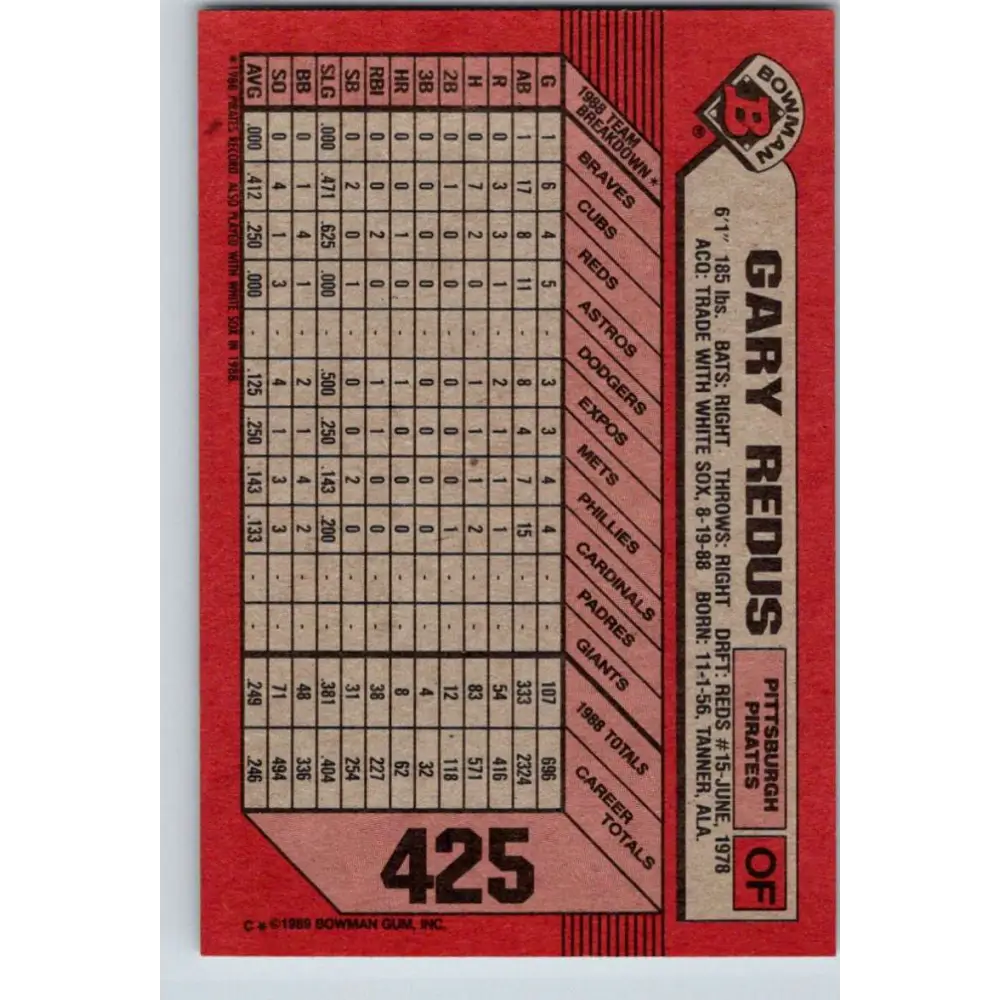 BOWMAN
B
®
GARY REDUS
PITTSBURGH
PIRATES
OF
6'1" 185 lbs. BATS: RIGHT THROWS: RIGHT DRFT: REDS #15-JUNE, 1978
ACQ: TRADE WITH WHITE SOX, 8-19-88 BORN: 11-1-56, TANNER, ALA.
1988 TEAM
BREAKDOWN*
BRAVES
CUBS
REDS
ASTROS
DODGERS
EXPOS
METS
PHILLIES
CARDINALS
PADRES
GIANTS
1988 TOTALS
CAREER
TOTALS
G 1 6 4 5 - 3 3 4 4 - - 107 696
AB 1 17 8 11 - 8 4 7 15 - - 333 2324
R 0 3 3 1 - 1 0 1 1 - - 54 416
H 0 7 2 0 - 1 1 1 2 - - 83 571
2B 0 1 0 0 - 0 0 0 1 - - 12 118
3B 0 0 0 0 - 0 0 0 0 - - 4 32
HR 0 0 1 0 - 1 0 0 0 - - 8 62
RBI 0 0 2 0 - 1 1 0 0 - - 38 227
SB 0 2 0 1 - 0 0 2 0 - - 31 254
SLG .000 .471 .625 .000 - .500 .250 .143 .200 - - .381 .404
BB 0 1 4 1 - 2 1 4 2 - - 48 336
SO 0 4 0 3 - 4 1 3 3 - - 71 494
AVG .000 .412 .250 .000 - .125 .250 .143 .133 - - .249 .246
*1988 PIRATES RECORD. ALSO PLAYED WITH WHITE SOX IN 1988.
425
C * ©1989 BOWMAN GUM, INC.